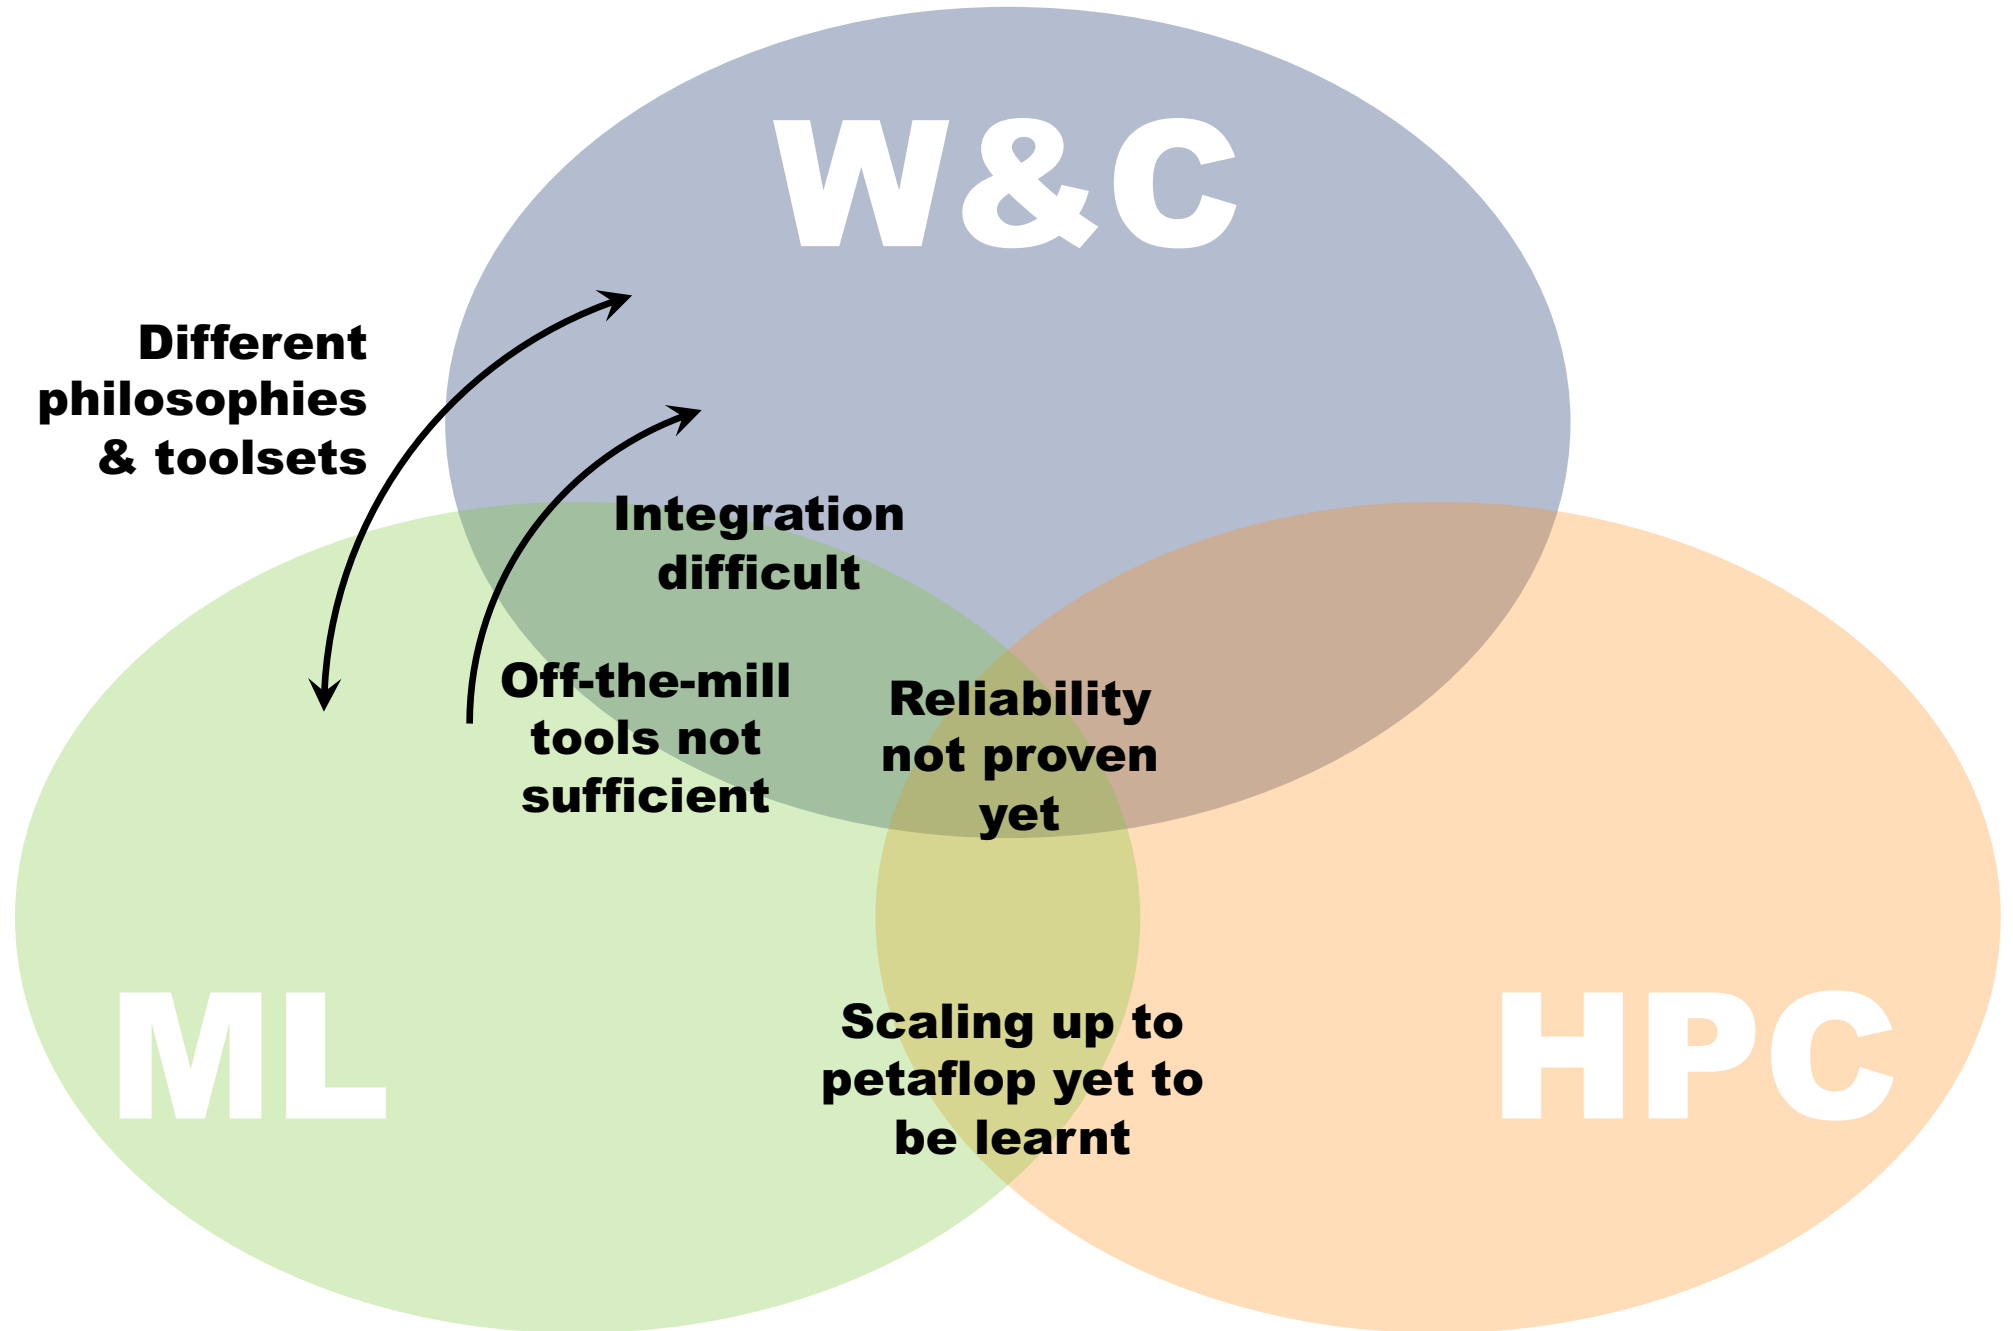 W&C
Different
philosophies
& toolsets
Integration
difficult
Off-the-mill
tools not
sufficient
Reliability
not proven
yet
ML
Scaling up to
petaflop yet to
be learnt
HPC